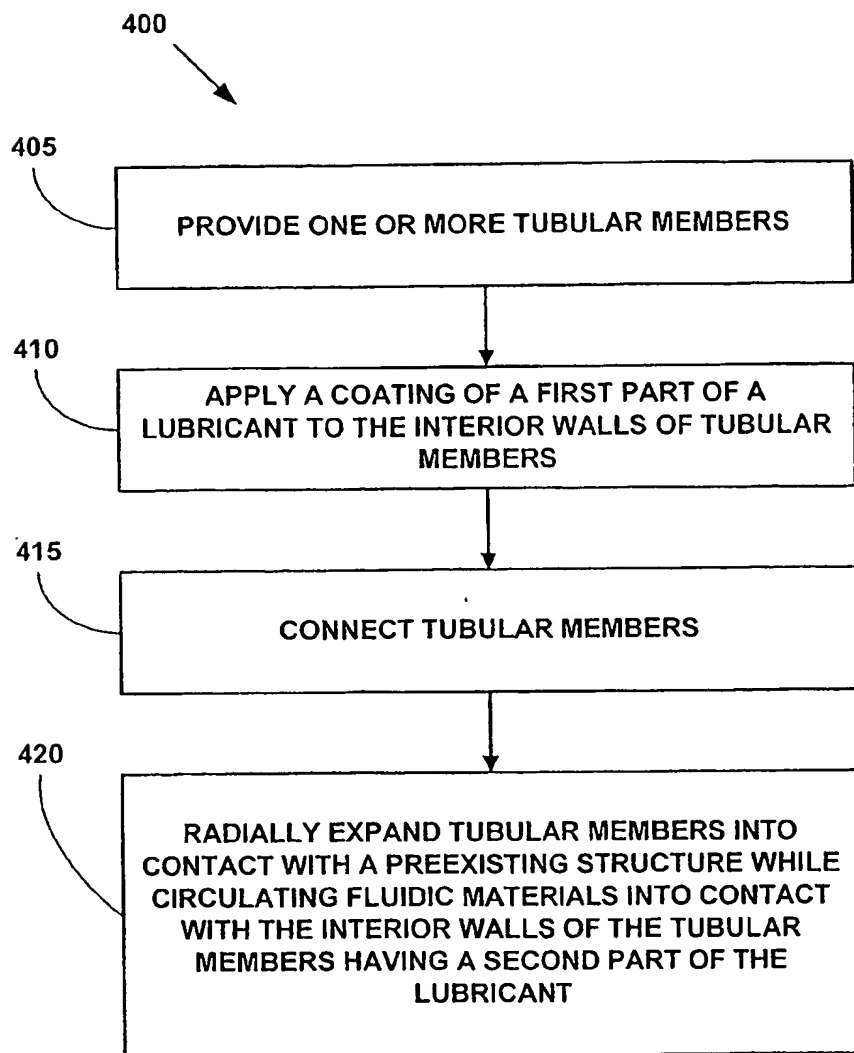 400
405
PROVIDE ONE OR MORE TUBULAR MEMBERS
410
APPLY A COATING OF A FIRST PART OF A
LUBRICANT TO THE INTERIOR WALLS OF TUBULAR
MEMBERS
415
CONNECT TUBULAR MEMBERS
420
RADIALLY EXPAND TUBULAR MEMBERS INTO
CONTACT WITH A PREEXISTING STRUCTURE WHILE
CIRCULATING FLUIDIC MATERIALS INTO CONTACT
WITH THE INTERIOR WALLS OF THE TUBULAR
MEMBERS HAVING A SECOND PART OF THE
LUBRICANT